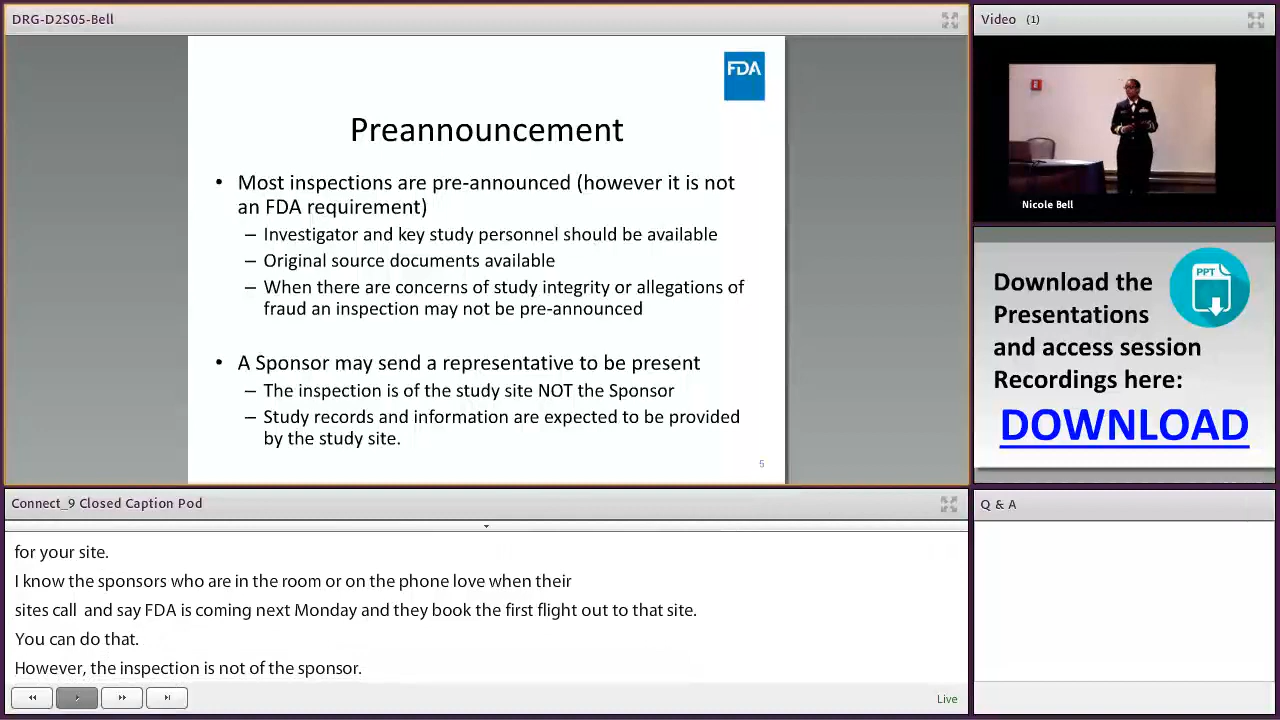 DRG-D2S05-Bell
FDA
Preannouncement
• Most inspections are pre-announced (however it is not
an FDA requirement)
– Investigator and key study personnel should be available
– Original source documents available
– When there are concerns of study integrity or allegations of
fraud an inspection may not be pre-announced
• A Sponsor may send a representative to be present
– The inspection is of the study site NOT the Sponsor
– Study records and information are expected to be provided
by the study site.
5
Video (1)
Nicole Bell
PPT
Download the
Presentations
and access session
Recordings here:
DOWNLOAD
Connect_9 Closed Caption Pod
for your site.
I know the sponsors who are in the room or on the phone love when their
sites call  and say FDA is coming next Monday and they book the first flight out to that site.
You can do that.
However, the inspection is not of the sponsor.
Live
Q & A